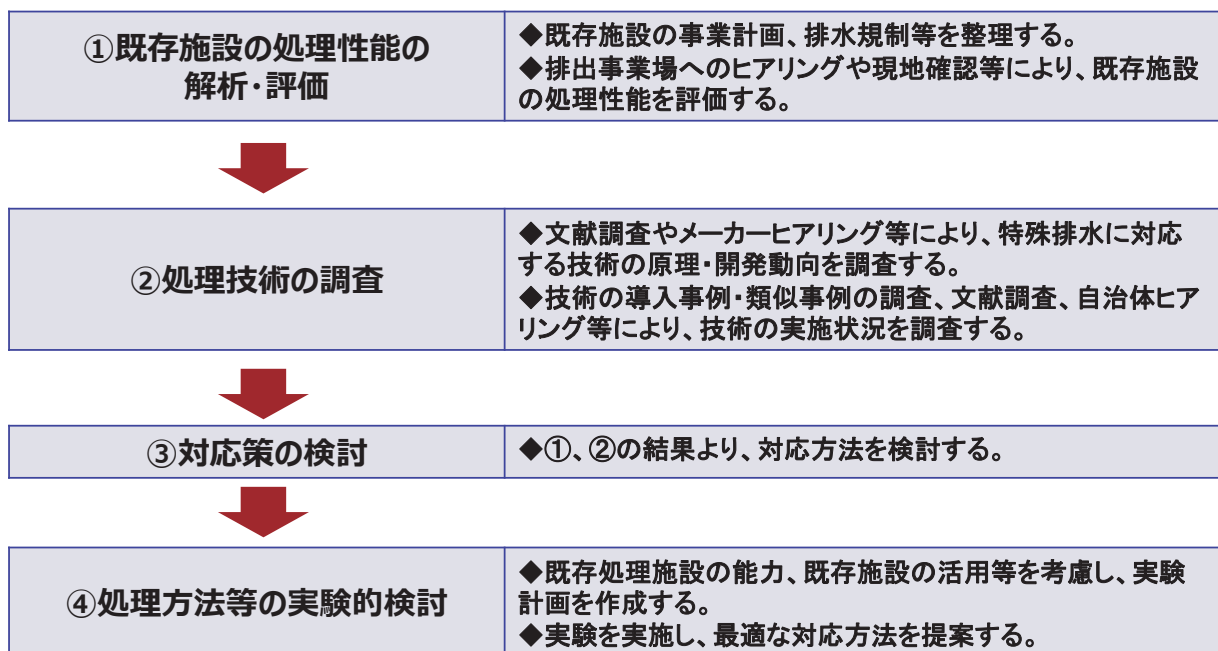 ①既存施設の処理性能の
解析・評価
◆既存施設の事業計画、排水規制等を整理する。
◆排出事業場へのヒアリングや現地確認等により、既存施設
の処理性能を評価する。
②処理技術の調査
◆文献調査やメーカーヒアリング等により、特殊排水に対応
する技術の原理・開発動向を調査する。
◆技術の導入事例・類似事例の調査、文献調査、自治体ヒア
リング等により、技術の実施状況を調査する。
③対応策の検討
◆①、②の結果より、対応方法を検討する。
④処理方法等の実験的検討
◆既存処理施設の能力、既存施設の活用等を考慮し、実験
計画を作成する。
◆実験を実施し、最適な対応方法を提案する。